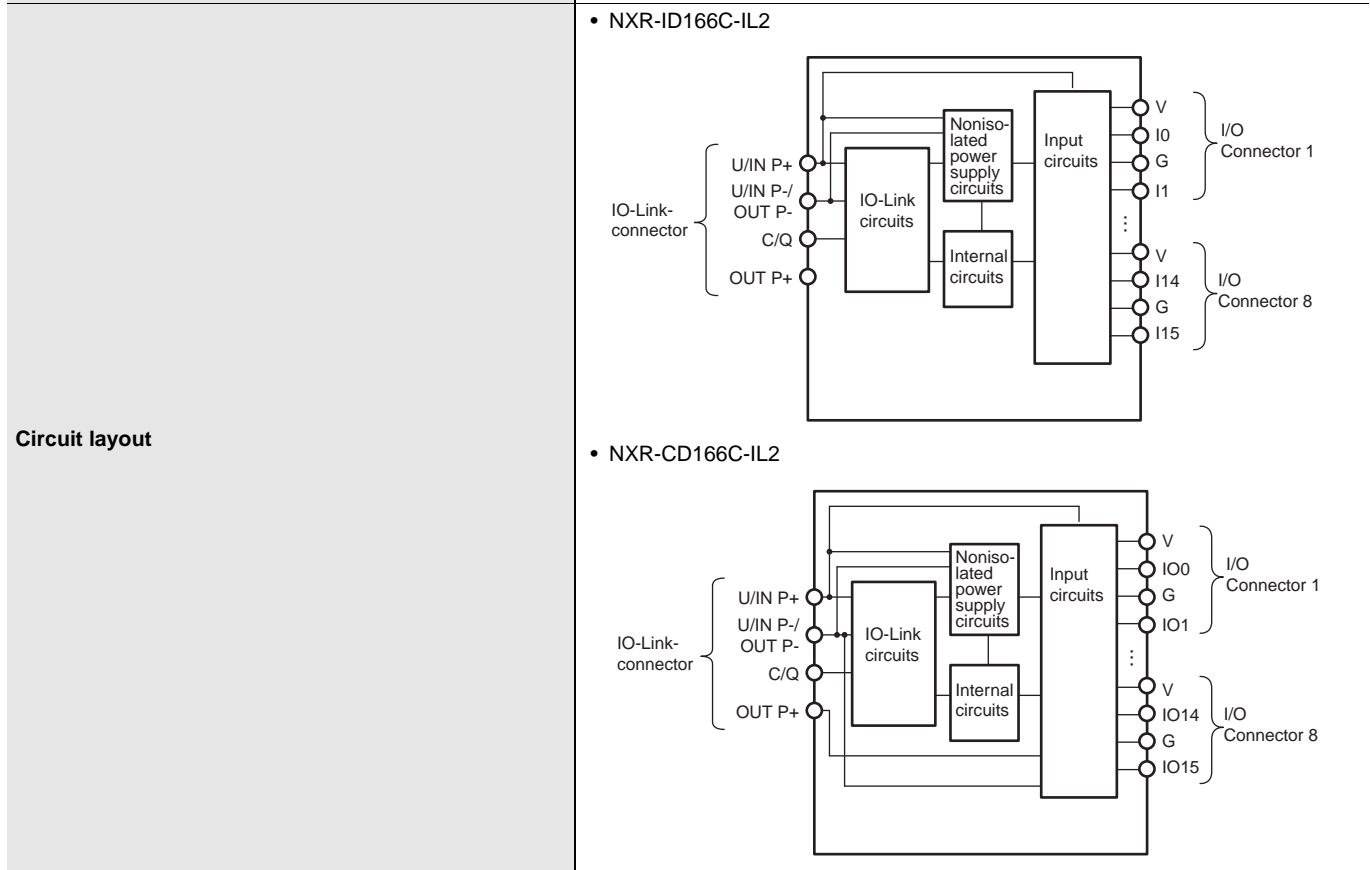 • NXR-ID166C-IL2
IO-Link-
connector
U/IN P+
U/IN P-/
OUT P-
C/Q
OUT P+
IO-Link
circuits
Noniso-
lated
power
supply
circuits
Internal
circuits
Input
circuits
V
I0
G
I1
⋮
V
I14
G
I15
I/O
Connector 1
I/O
Connector 8
Circuit layout
• NXR-CD166C-IL2
IO-Link-
connector
U/IN P+
U/IN P-/
OUT P-
C/Q
OUT P+
IO-Link
circuits
Noniso-
lated
power
supply
circuits
Internal
circuits
Input
circuits
V
IO0
G
IO1
⋮
V
IO14
G
IO15
I/O
Connector 1
I/O
Connector 8